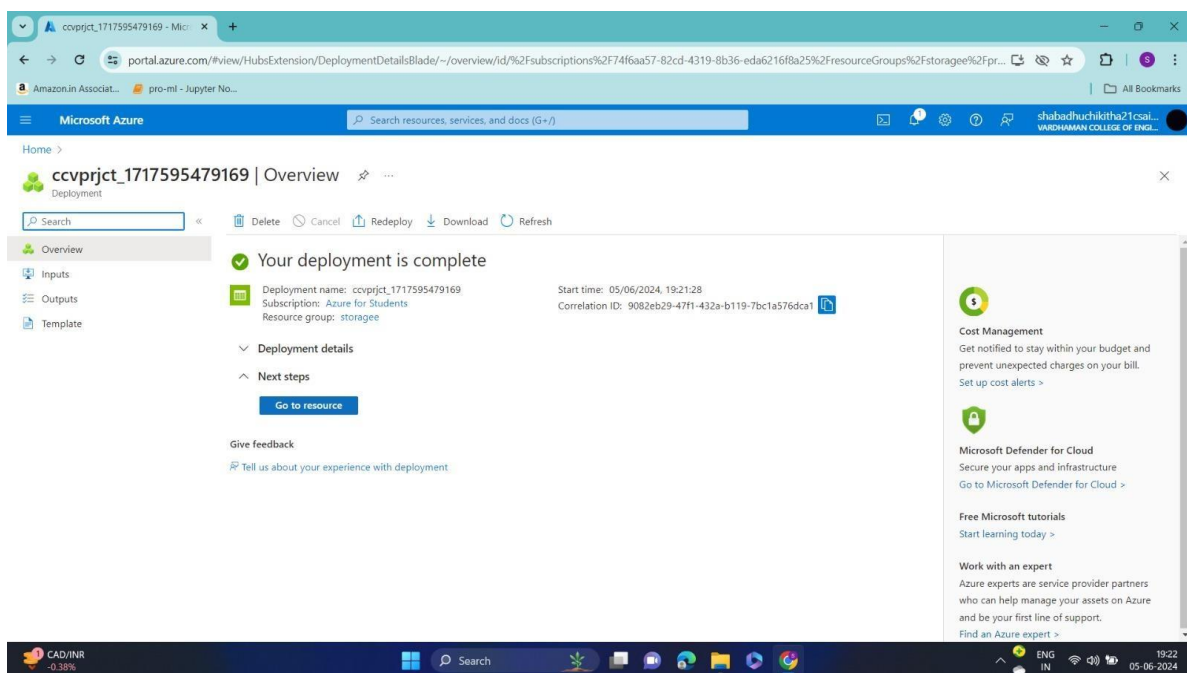 ccvprjct_1717595479169 - Micr
portal.azure.com/#view/HubsExtension/DeploymentDetailsBlade/~/overview/id/%2Fsubscriptions%2F74f6aa57-82cd-4319-8b36-eda6216f8a25%2FresourceGroups%2Fstoragee%2Fpr...
S
Amazon.in Associat...
pro-ml - Jupyter No...
All Bookmarks
Microsoft Azure
Search resources, services, and docs (G+/)
1
shabadhuchikitha21csai...
VARDHAMAN COLLEGE OF ENGI...
Home >
ccvprjct_1717595479169 | Overview
Deployment
Search
Delete
Cancel
Redeploy
Download
Refresh
Overview
Inputs
Outputs
Template
Your deployment is complete
Deployment name: ccvprjct_1717595479169
Subscription: Azure for Students
Resource group: storagee
Start time: 05/06/2024, 19:21:28
Correlation ID: 9082eb29-47f1-432a-b119-7bc1a576dca1
Deployment details
Next steps
Go to resource
Give feedback
Tell us about your experience with deployment
Cost Management
Get notified to stay within your budget and
prevent unexpected charges on your bill.
Set up cost alerts >
Microsoft Defender for Cloud
Secure your apps and infrastructure
Go to Microsoft Defender for Cloud >
Free Microsoft tutorials
Start learning today >
Work with an expert
Azure experts are service provider partners
who can help manage your assets on Azure
and be your first line of support.
Find an Azure expert >
1
CAD/INR
-0.38%
Search
ENG
IN
19:22
05-06-2024